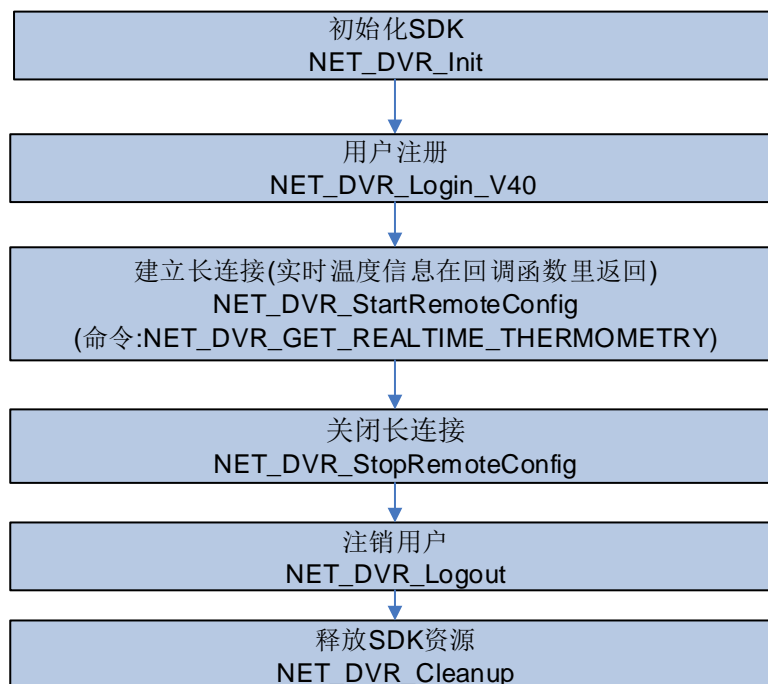 初始化SDK
NET_DVR_Init
用户注册
NET_DVR_Login_V40
建立长连接(实时温度信息在回调函数里返回)
NET_DVR_StartRemoteConfig
(命令:NET_DVR_GET_REALTIME_THERMOMETRY)
关闭长连接
NET_DVR_StopRemoteConfig
注销用户
NET_DVR_Logout
释放SDK资源
NET_DVR_Cleanup